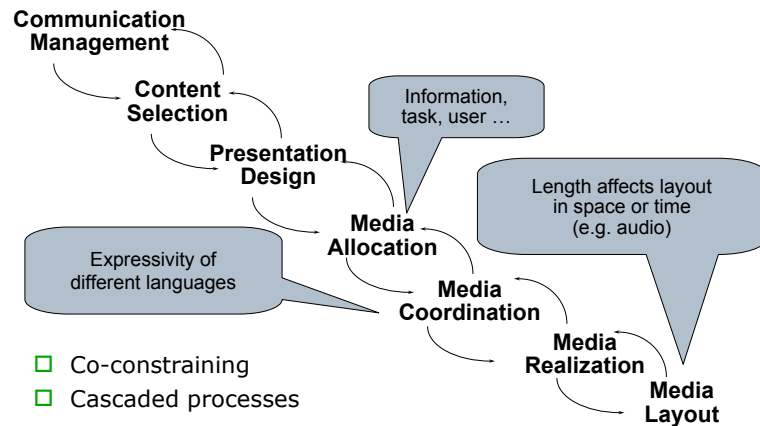 Communication
Management
Content
Selection
Information,
task, user …
Presentation
Design
Length affects layout
in space or time
(e.g. audio)
Media
Allocation
Expressivity of
different languages
Media
Coordination
Media
Realization
Co-constraining
Cascaded processes
Media
Layout